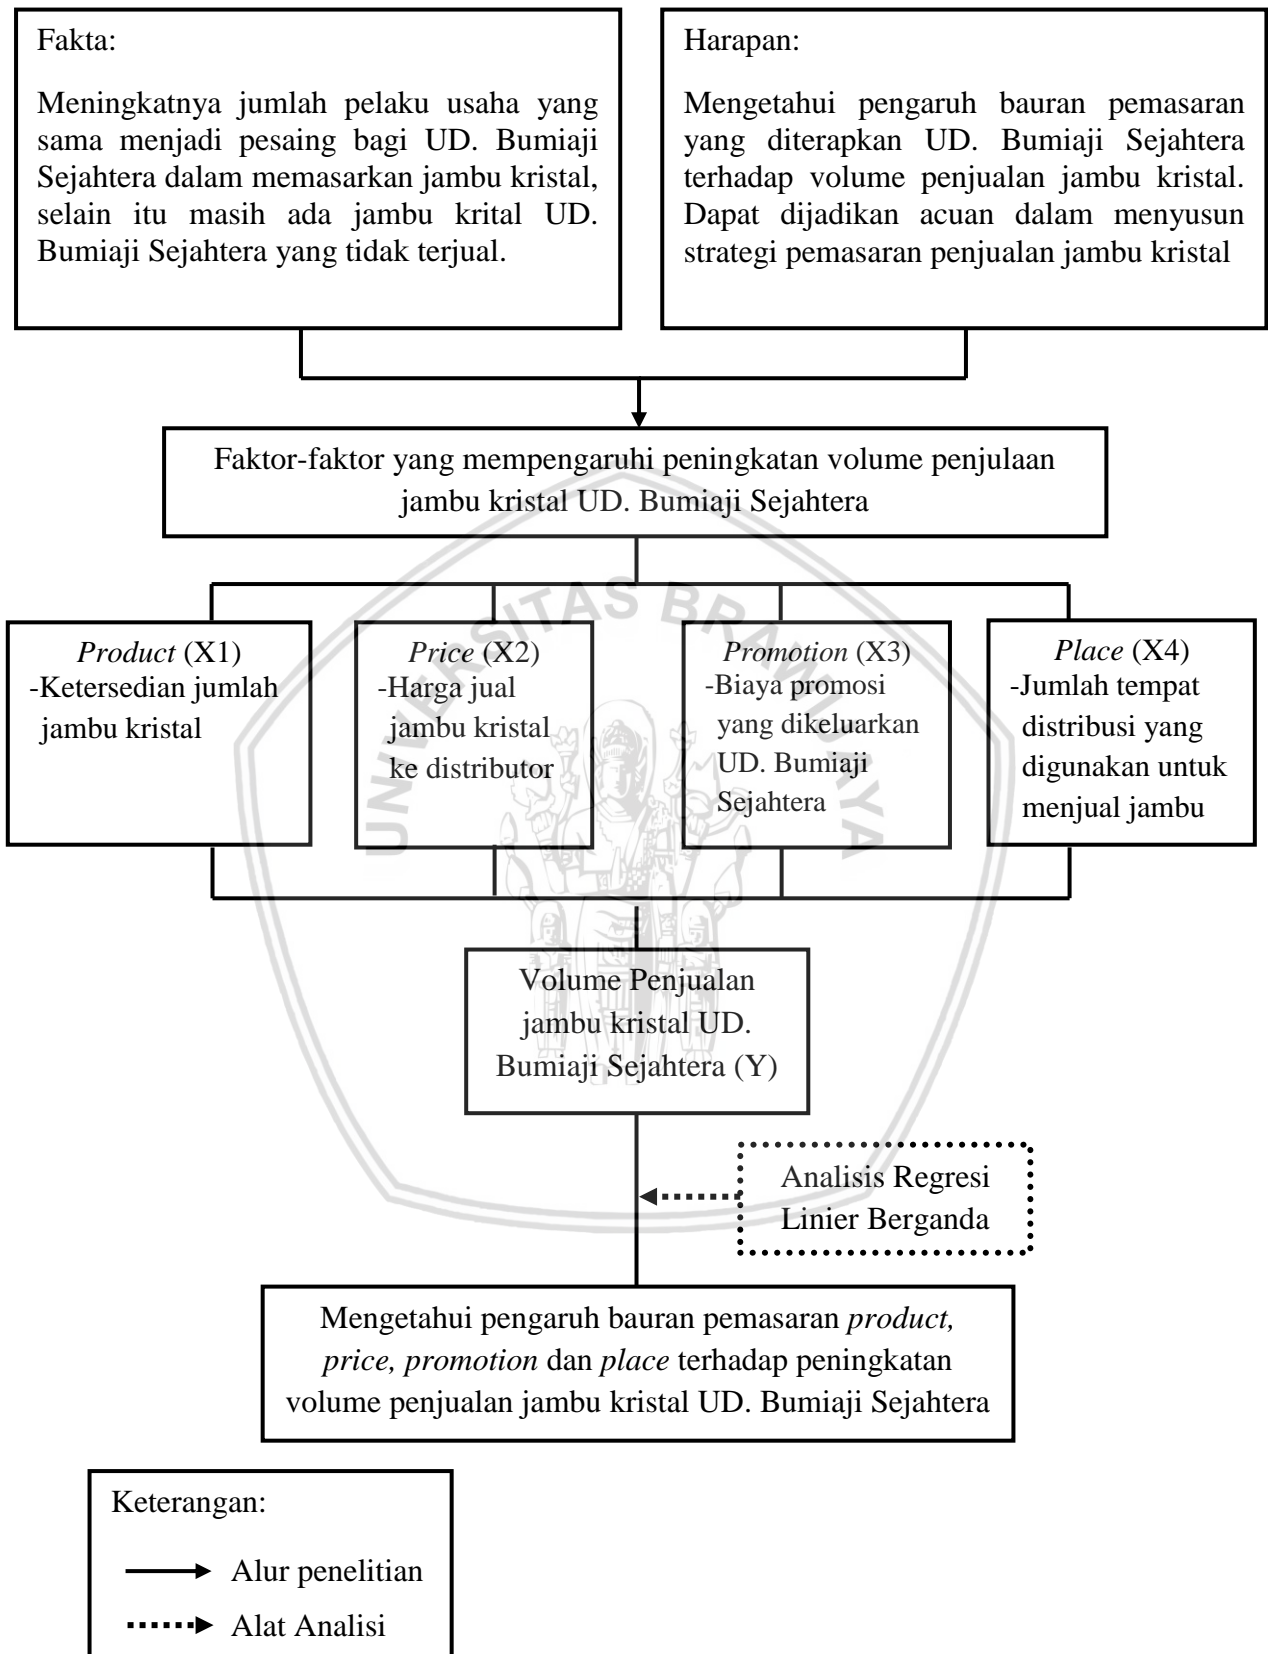 Fakta:
Meningkatnya jumlah pelaku usaha yang
sama menjadi pesaing bagi UD. Bumiaji
Sejahtera dalam memasarkan jambu kristal,
selain itu masih ada jambu krital UD.
Bumiaji Sejahtera yang tidak terjual.
Harapan:
Mengetahui pengaruh bauran pemasaran
yang diterapkan UD. Bumiaji Sejahtera
terhadap volume penjualan jambu kristal.
Dapat dijadikan acuan dalam menyusun
strategi pemasaran penjualan jambu kristal
Faktor-faktor yang mempengaruhi peningkatan volume penjulaan
jambu kristal UD. Bumiaji Sejahtera
UNIVERSITAS BRAWIJAYA
Product (X1)
-Ketersedian jumlah
jambu kristal
Price (X2)
-Harga jual
jambu kristal
ke distributor
Promotion (X3)
-Biaya promosi
yang dikeluarkan
UD. Bumiaji
Sejahtera
Place (X4)
-Jumlah tempat
distribusi yang
digunakan untuk
menjual jambu
Volume Penjualan
jambu kristal UD.
Bumiaji Sejahtera (Y)
Analisis Regresi
Linier Berganda
Mengetahui pengaruh bauran pemasaran product,
price, promotion dan place terhadap peningkatan
volume penjualan jambu kristal UD. Bumiaji Sejahtera
Keterangan:
Alur penelitian
Alat Analisi